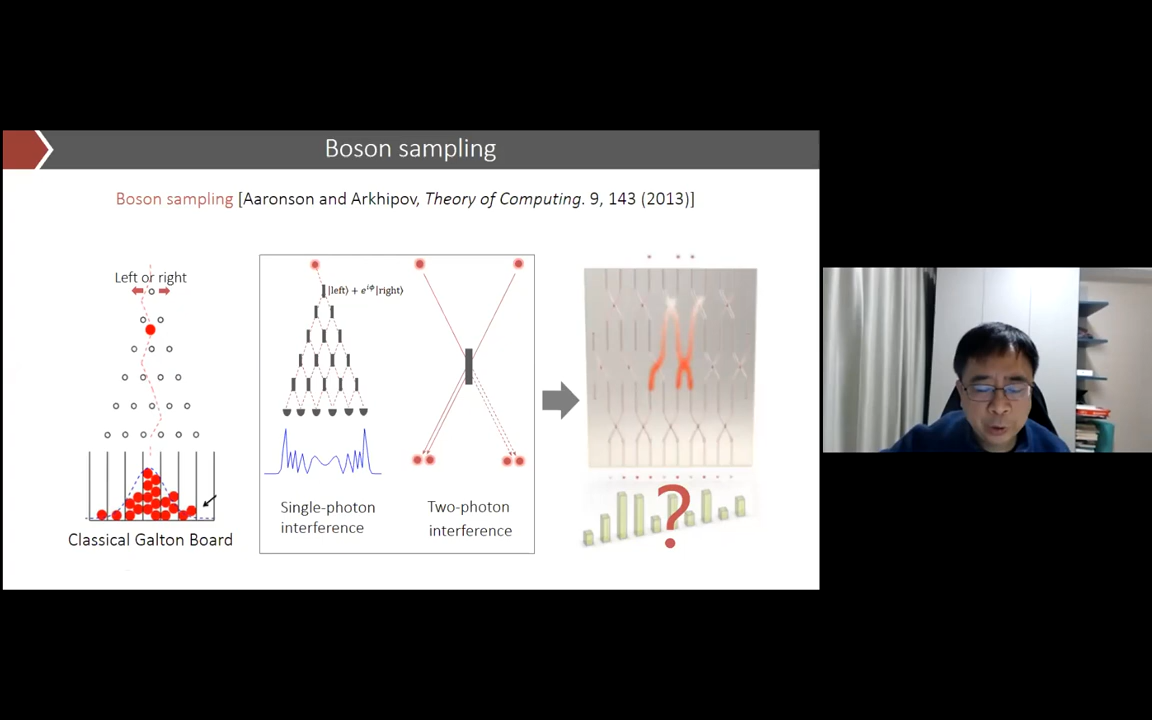 Boson sampling
Boson sampling [Aaronson and Arkhipov, Theory of Computing. 9, 143 (2013)]
Left or right
|left⟩ + e^{iϕ}|right⟩
Single-photon
interference
Two-photon
interference
?
Classical Galton Board